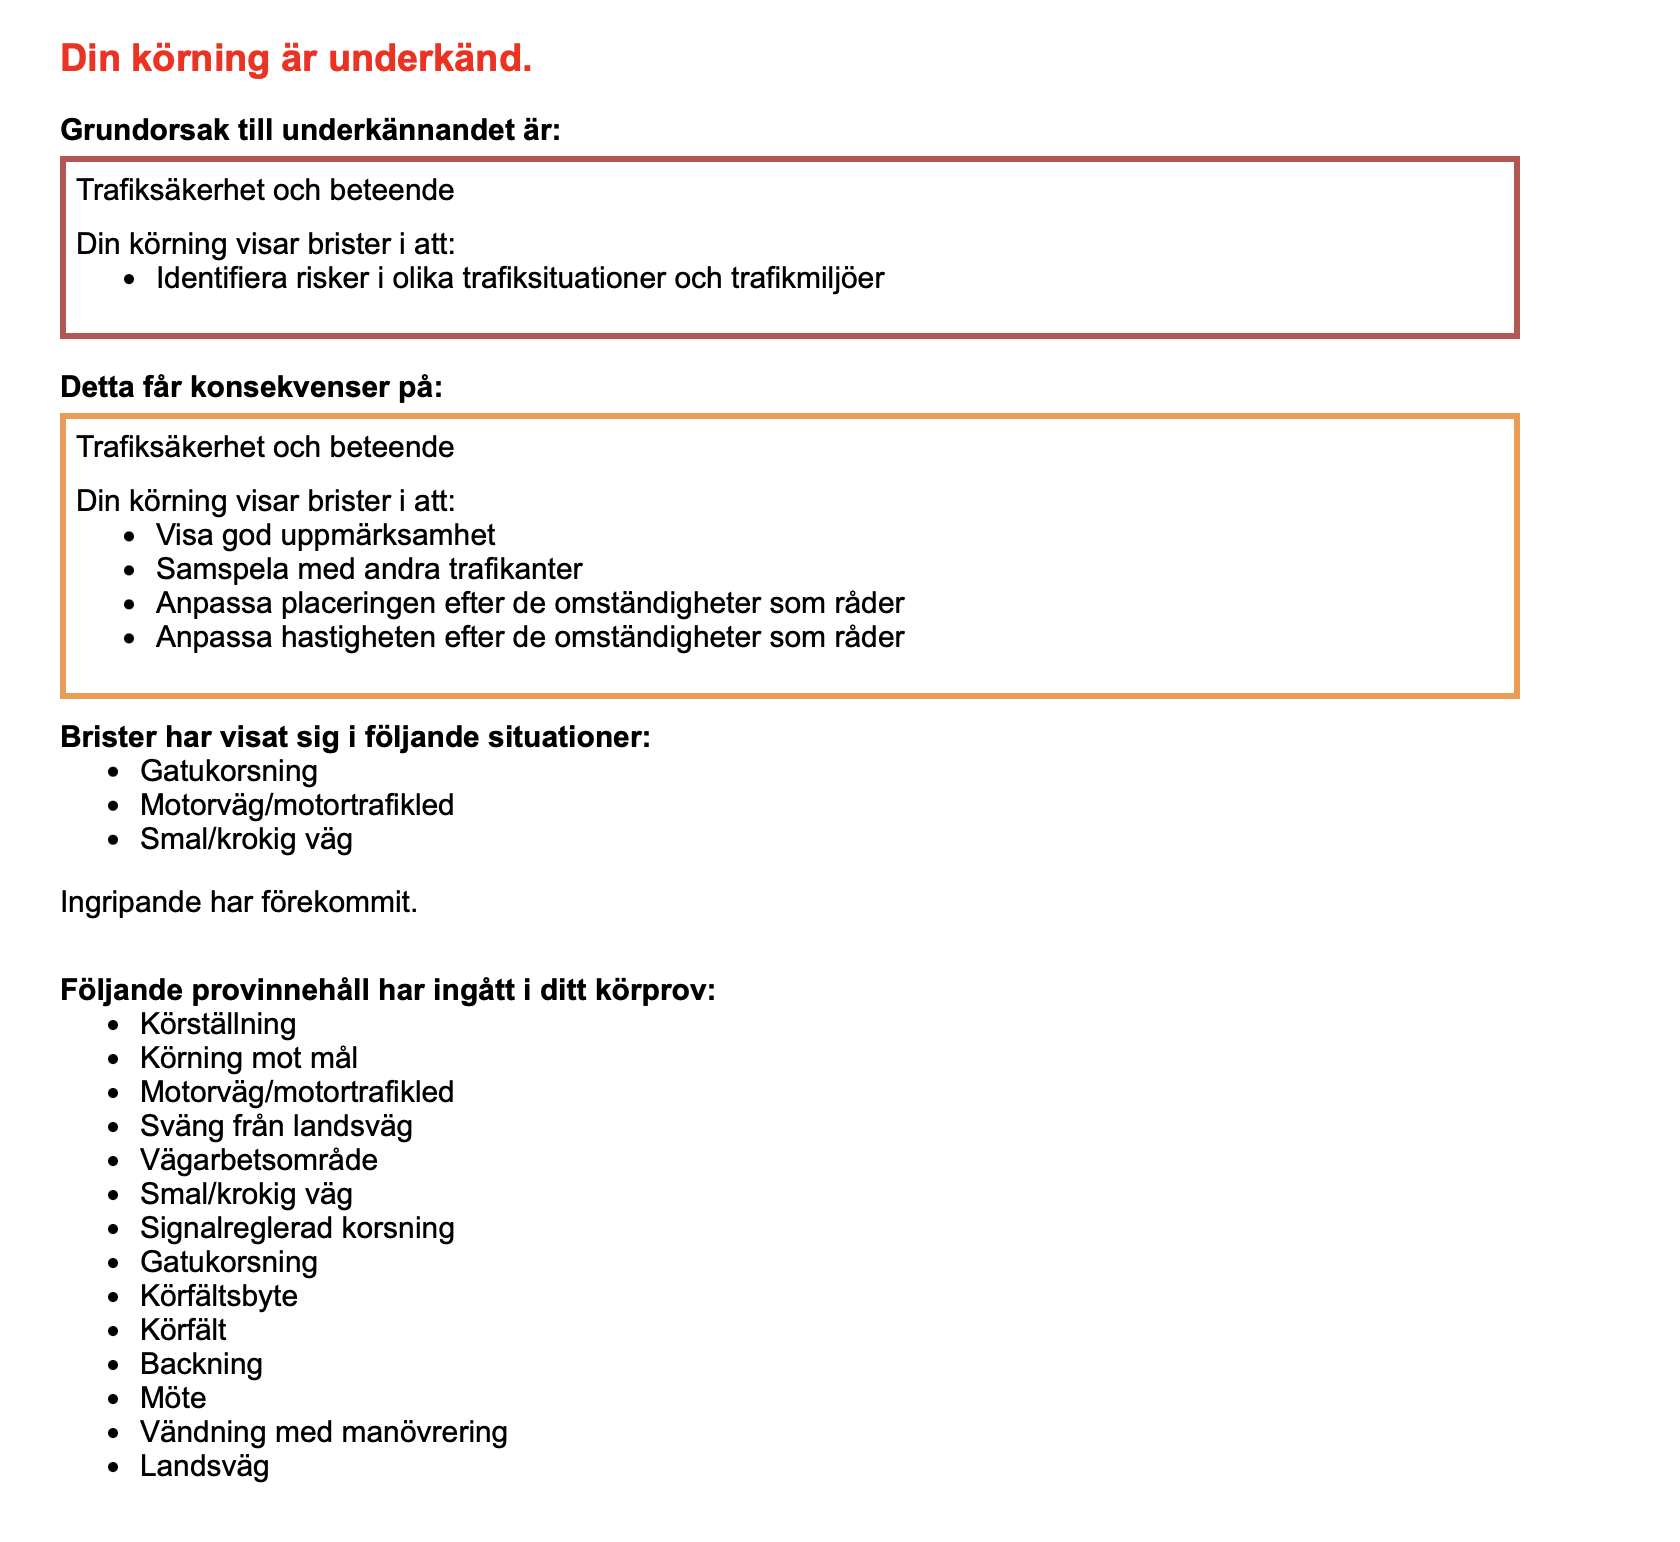 Din körning är underkänd.
Grundorsak till underkännandet är:
Trafiksäkerhet och beteende
Din körning visar brister i att:
• Identifiera risker i olika trafiksituationer och trafikmiljöer
Detta får konsekvenser på:
Trafiksäkerhet och beteende
Din körning visar brister i att:
• Visa god uppmärksamhet
• Samspela med andra trafikanter
• Anpassa placeringen efter de omständigheter som råder
• Anpassa hastigheten efter de omständigheter som råder
Brister har visat sig i följande situationer:
• Gatukorsning
• Motorväg/motortrafikled
• Smal/krokig väg
Ingripande har förekommit.
Följande provinnehåll har ingått i ditt körprov:
• Körställning
• Körning mot mål
• Motorväg/motortrafikled
• Sväng från landsväg
• Vägarbetsområde
• Smal/krokig väg
• Signalreglerad korsning
• Gatukorsning
• Körfältsbyte
• Körfält
• Backning
• Möte
• Vändning med manövrering
• Landsväg